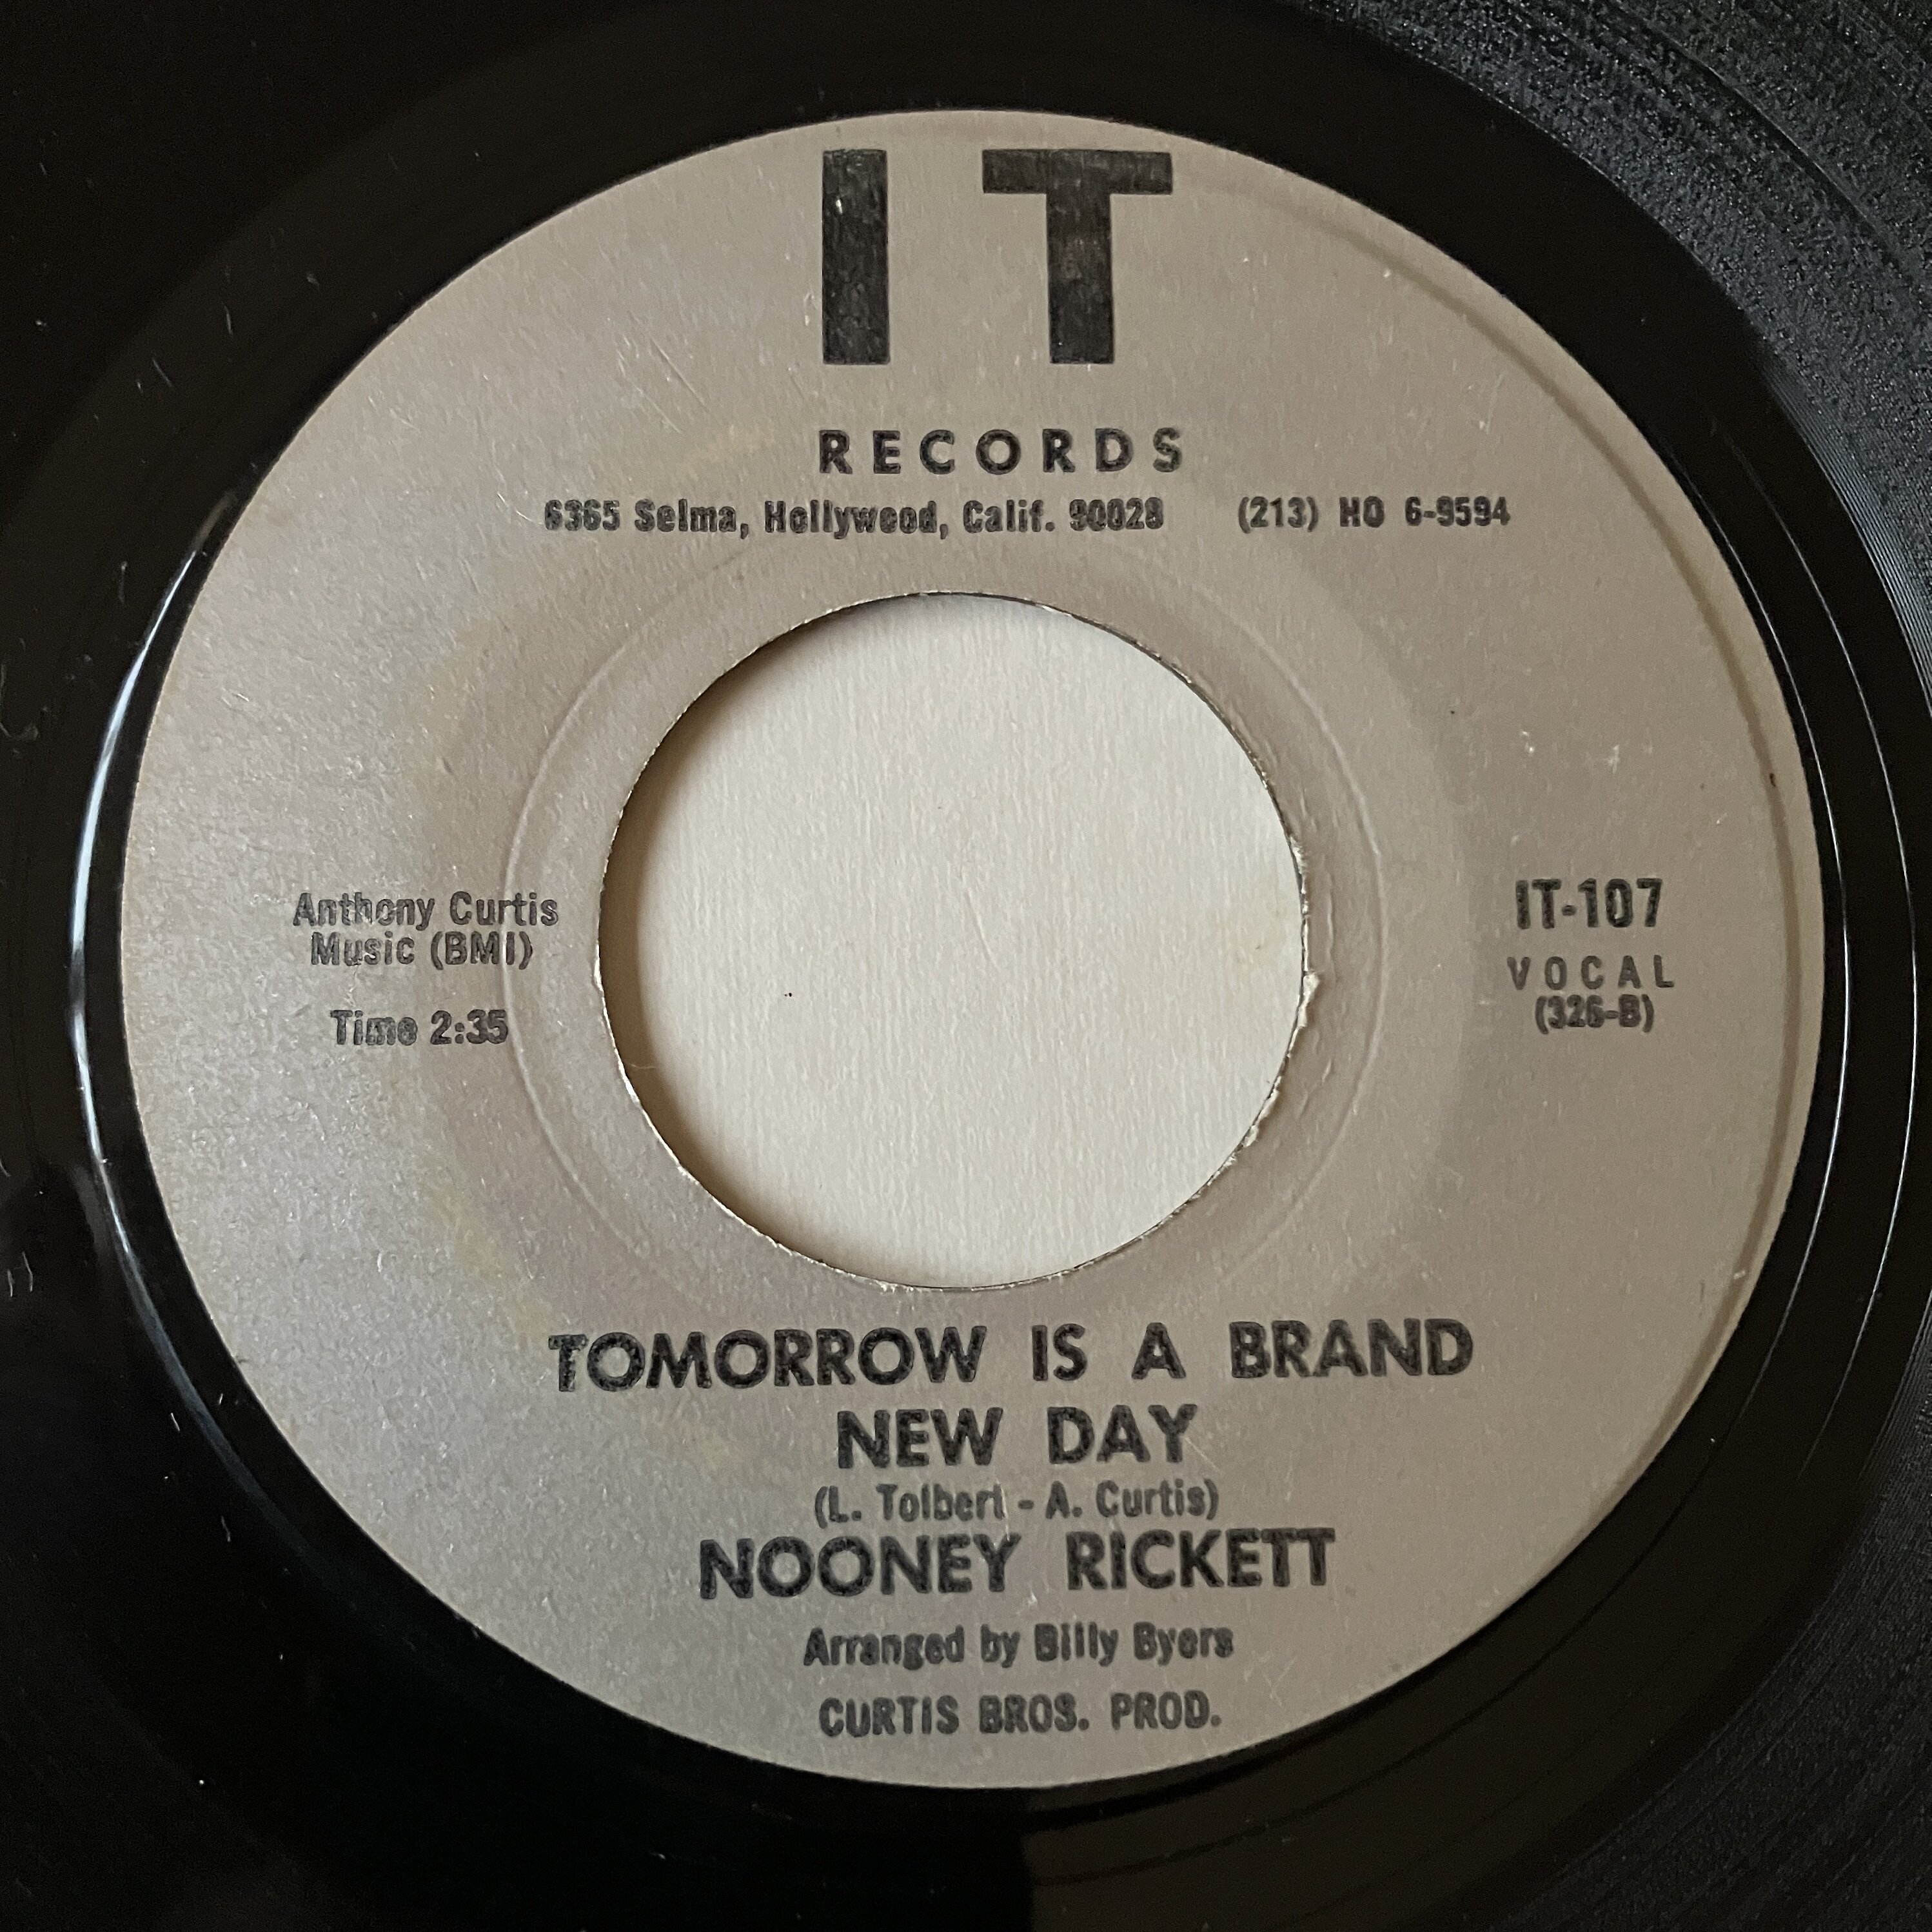 IT
RECORDS
6365 Selma, Hollywood, Calif. 90028 (213) HO 6-9594
Anthony Curtis
Music (BMI)
Time 2:35
IT-107
VOCAL
(326-B)
TOMORROW IS A BRAND
NEW DAY
(L. Tolbert - A. Curtis)
NOONEY RICKETT
Arranged by Billy Byers
CURTIS BROS. PROD.